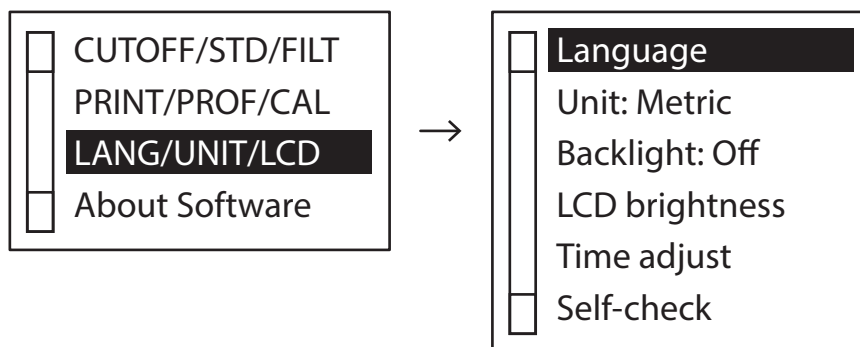 CUTOFF/STD/FILT
PRINT/PROF/CAL
LANG/UNIT/LCD
About Software
→
Language
Unit: Metric
Backlight: Off
LCD brightness
Time adjust
Self-check